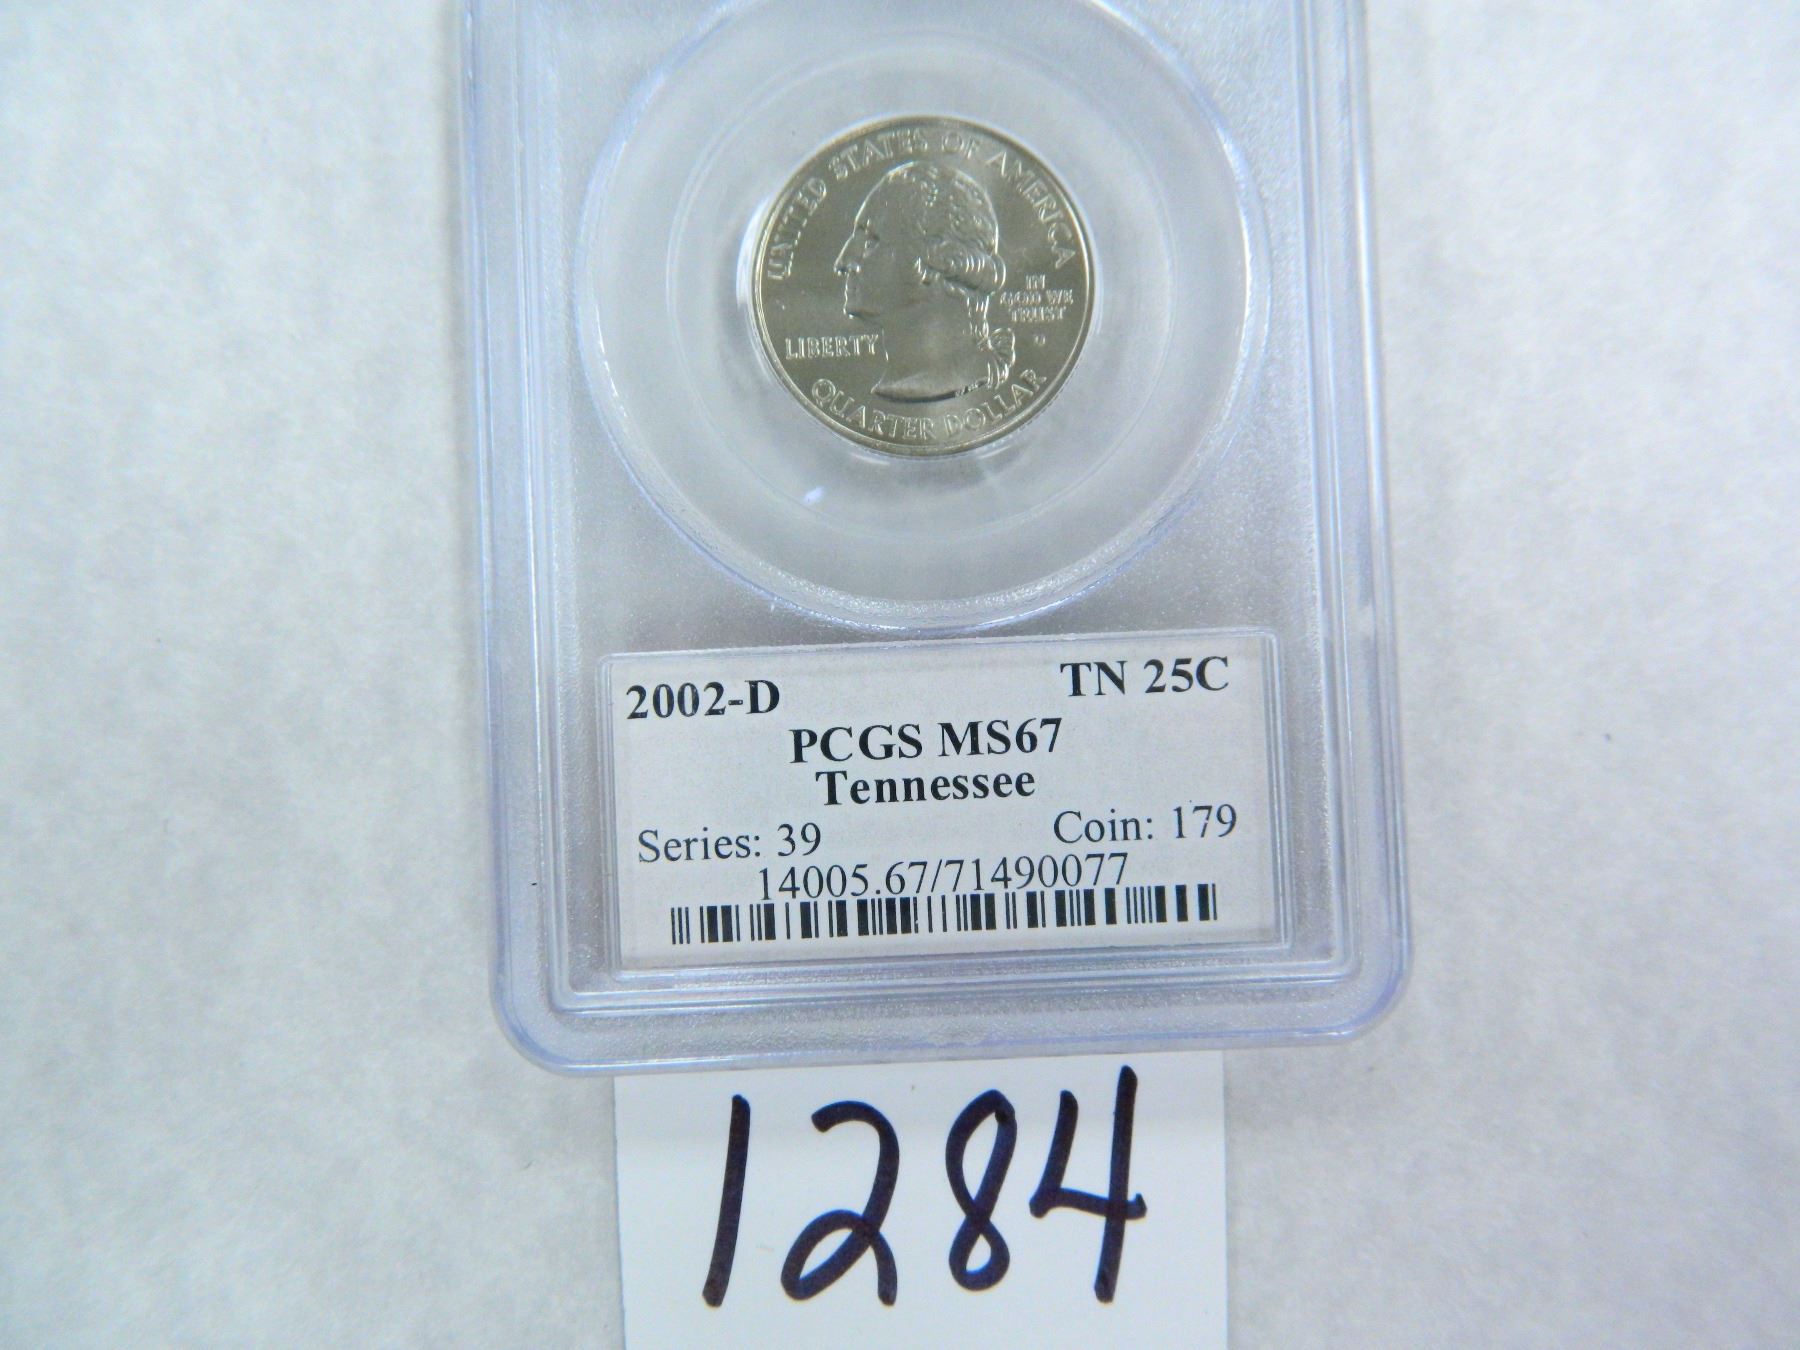 UNITED STATES OF AMERICA
IN
GOD WE
TRUST
LIBERTY
D
QUARTER DOLLAR
2002-D TN 25C
PCGS MS67
Tennessee
Series: 39 Coin: 179
14005.67/71490077
1284